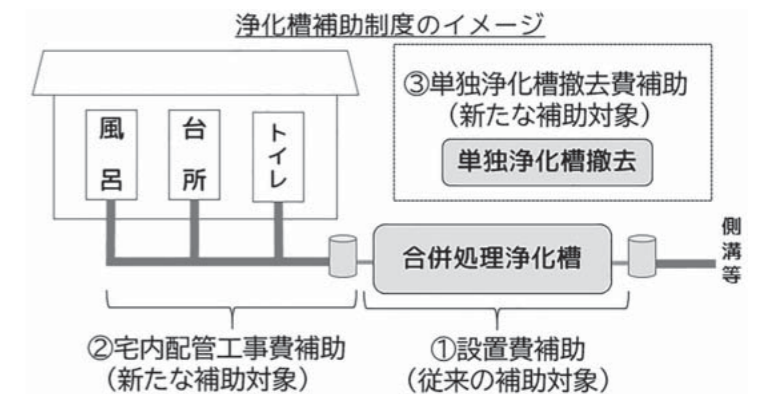 浄化槽補助制度のイメージ
③単独浄化槽撤去費補助
（新たな補助対象）
単独浄化槽撤去
風呂
台所
トイレ
合併処理浄化槽
側溝等
②宅内配管工事費補助
（新たな補助対象）
①設置費補助
（従来の補助対象）